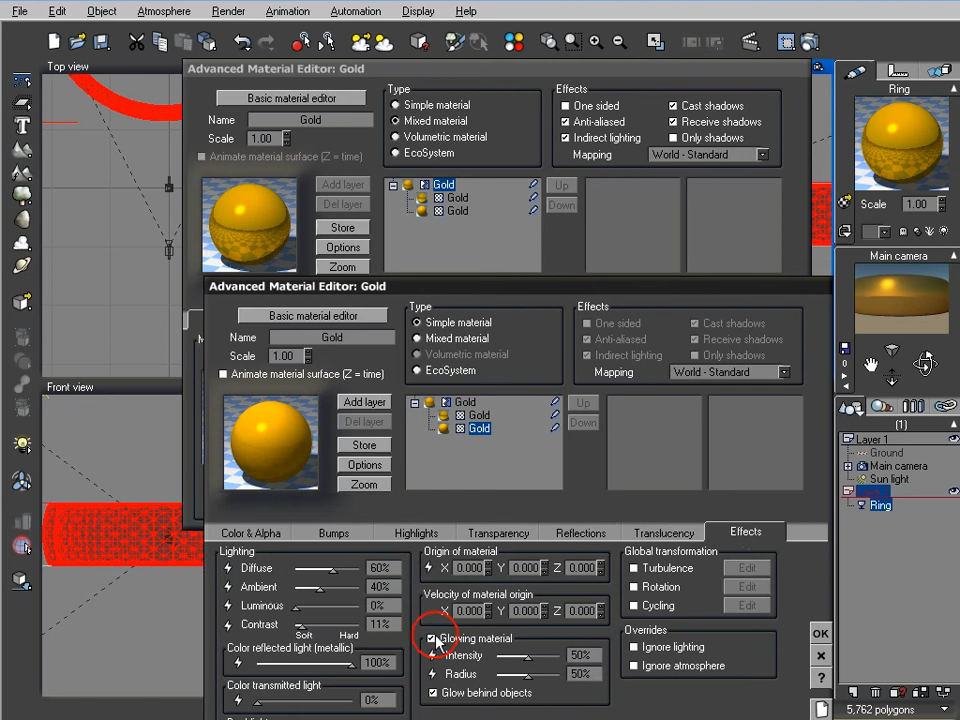 File Edit Object Atmosphere Render Animation Automation Display Help
Top view
Advanced Material Editor: Gold
Basic material editor
Name Gold
Scale 1.00
Animate material surface (Z = time)
Type
Simple material
Mixed material
Volumetric material
EcoSystem
Effects
One sided Cast shadows
Anti-aliased Receive shadows
Indirect lighting Only shadows
Mapping World - Standard
Add layer
Del layer
Store
Options
Zoom
Gold
Gold
Gold
Up
Down
Ring
Scale 1.00
Main camera
0
Advanced Material Editor: Gold
Basic material editor
Name Gold
Scale 1.00
Animate material surface (Z = time)
Type
Simple material
Mixed material
Volumetric material
EcoSystem
Effects
One sided Cast shadows
Anti-aliased Receive shadows
Indirect lighting Only shadows
Mapping World - Standard
Add layer
Del layer
Store
Options
Zoom
Gold
Gold
Gold
Up
Down
Front view
(1)
Layer 1
Ground
Main camera
Sun light
Ring
Color & Alpha Bumps Highlights Transparency Reflections Translucency Effects
Lighting
Diffuse 60%
Ambient 40%
Luminous 0%
Contrast 11%
Soft Hard
Color reflected light (metallic)
100%
Color transmitted light
0%
Origin of material
X 0.000 Y 0.000 Z 0.000
Velocity of material origin
X 0.000 Y 0.000 Z 0.000
Glowing material
Intensity 50%
Radius 50%
Glow behind objects
Global transformation
Turbulence Edit
Rotation Edit
Cycling Edit
Overrides
Ignore lighting
Ignore atmosphere
OK
?
5,762 polygons